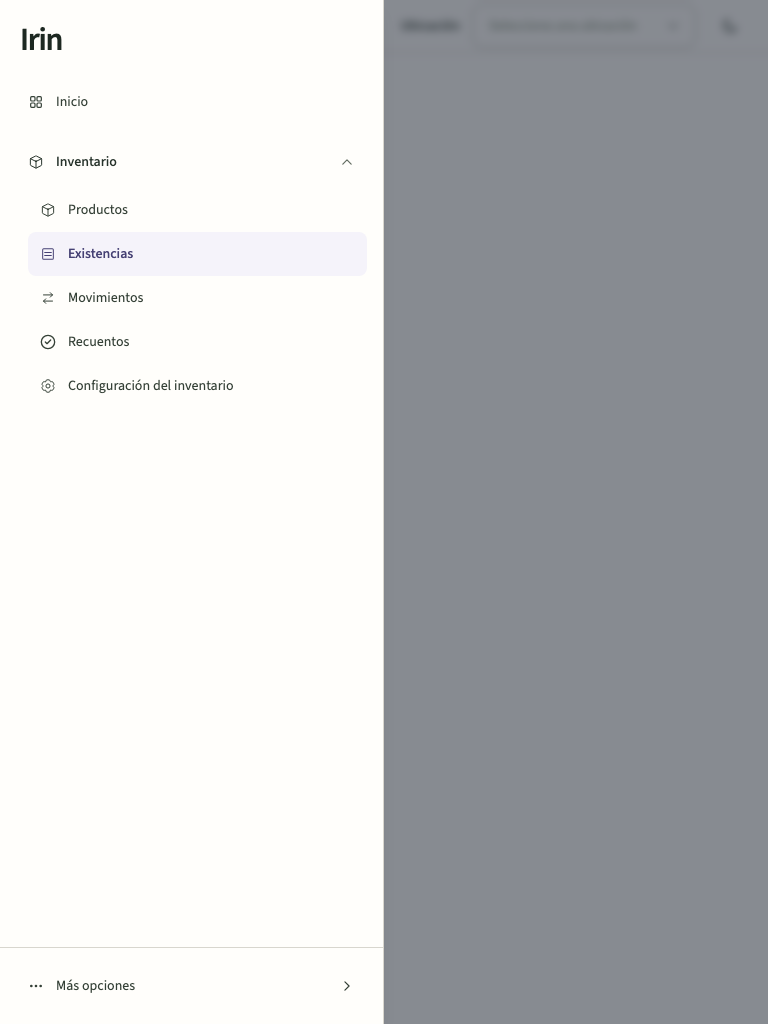 Irin
Inicio
Inventario
Productos
Existencias
Movimientos
Recuentos
Configuración del inventario
Más opciones